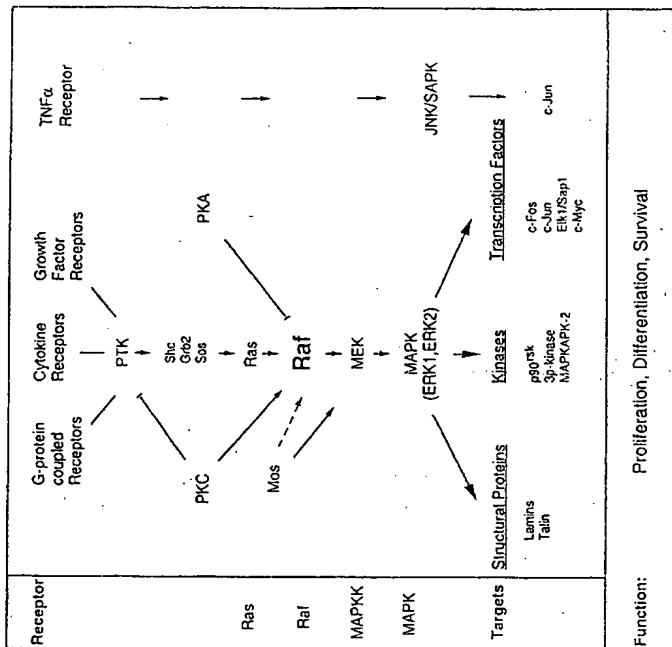 Receptor
G-protein
coupled
Receptors
Cytokine
Receptors
Growth
Factor
Receptors
TNFα
Receptor
PTK
Shc
Grb2
Sos
PKC
PKA
Ras
Ras
Raf
Raf
Mos
MAPKK
MEK
MAPK
MAPK
(ERK1,ERK2)
JNK/SAPK
Targets
Structural Proteins
Lamins
Talin
Kinases
p90rsk
3p-kinase
MAPKAPK-2
Transcription Factors
c-Fos
c-Jun
Elk1/Sap1
c-Myc
c-Jun
Function:
Proliferation, Differentiation, Survival